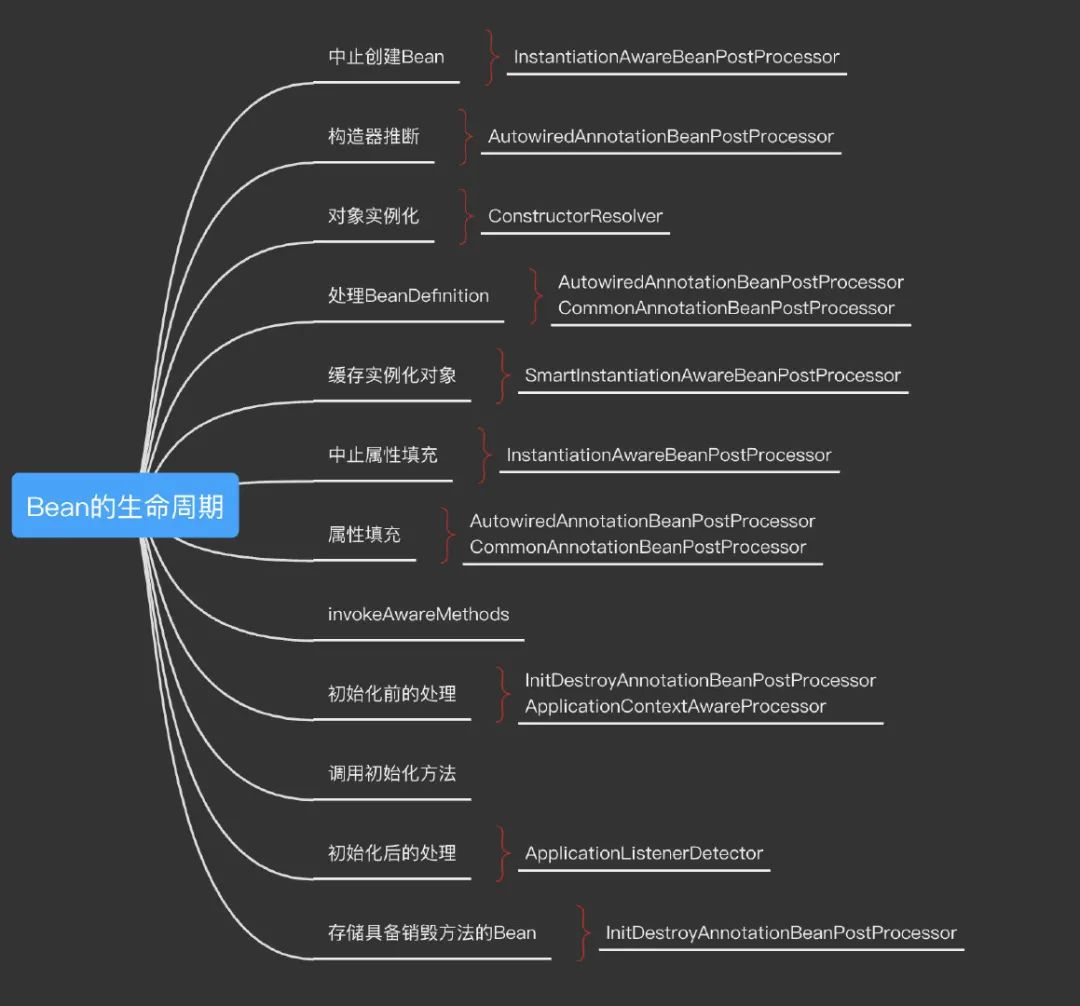 中止创建Bean
InstantiationAwareBeanPostProcessor
构造器推断
AutowiredAnnotationBeanPostProcessor
对象实例化
ConstructorResolver
处理BeanDefinition
AutowiredAnnotationBeanPostProcessor
CommonAnnotationBeanPostProcessor
缓存实例化对象
SmartInstantiationAwareBeanPostProcessor
中止属性填充
InstantiationAwareBeanPostProcessor
Bean的生命周期
属性填充
AutowiredAnnotationBeanPostProcessor
CommonAnnotationBeanPostProcessor
invokeAwareMethods
初始化前的处理
InitDestroyAnnotationBeanPostProcessor
ApplicationContextAwareProcessor
调用初始化方法
初始化后的处理
ApplicationListenerDetector
存储具备销毁方法的Bean
InitDestroyAnnotationBeanPostProcessor